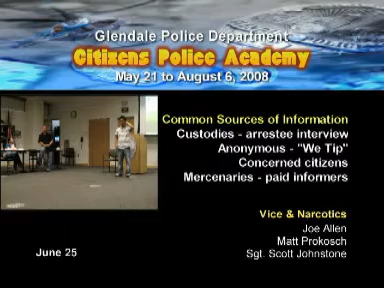 Glendale Police Department
Citizens Police Academy
May 21 to August 6, 2008
Common Sources of Information
Custodies - arrestee interview
Anonymous - "We Tip"
Concerned citizens
Mercenaries - paid informers
Vice & Narcotics
Joe Allen
Matt Prokosch
Sgt. Scott Johnstone
June 25